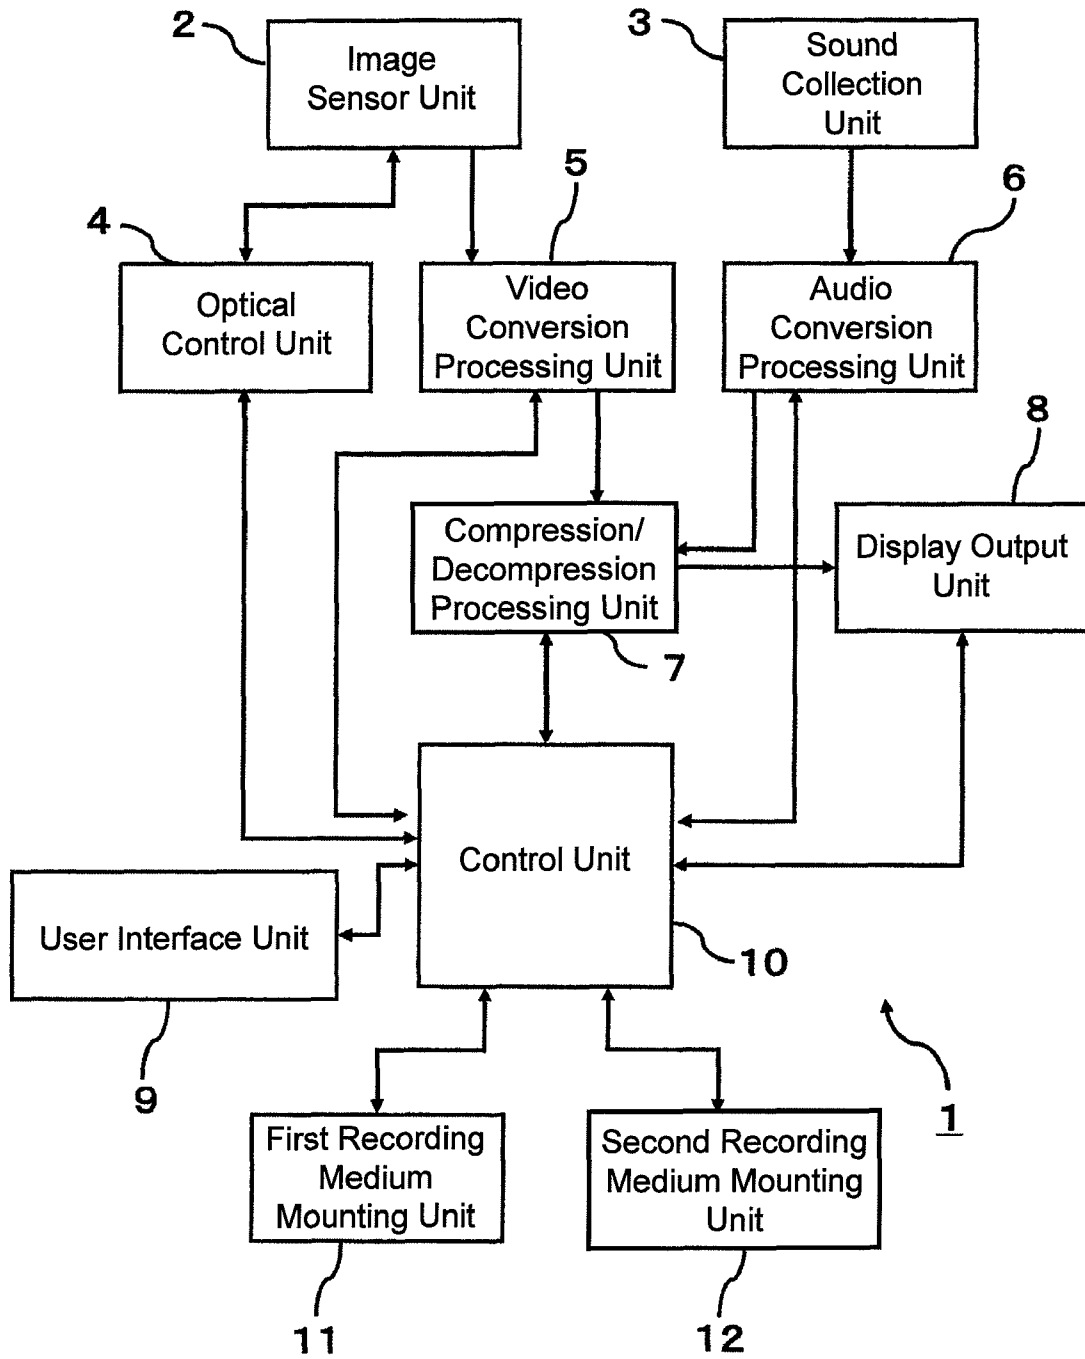 2
Image
Sensor Unit
3
Sound
Collection
Unit
4
Optical
Control Unit
5
Video
Conversion
Processing Unit
6
Audio
Conversion
Processing Unit
8
Display Output
Unit
Compression/
Decompression
Processing Unit
7
Control Unit
10
User Interface Unit
9
1
First Recording
Medium
Mounting Unit
11
Second Recording
Medium Mounting
Unit
12